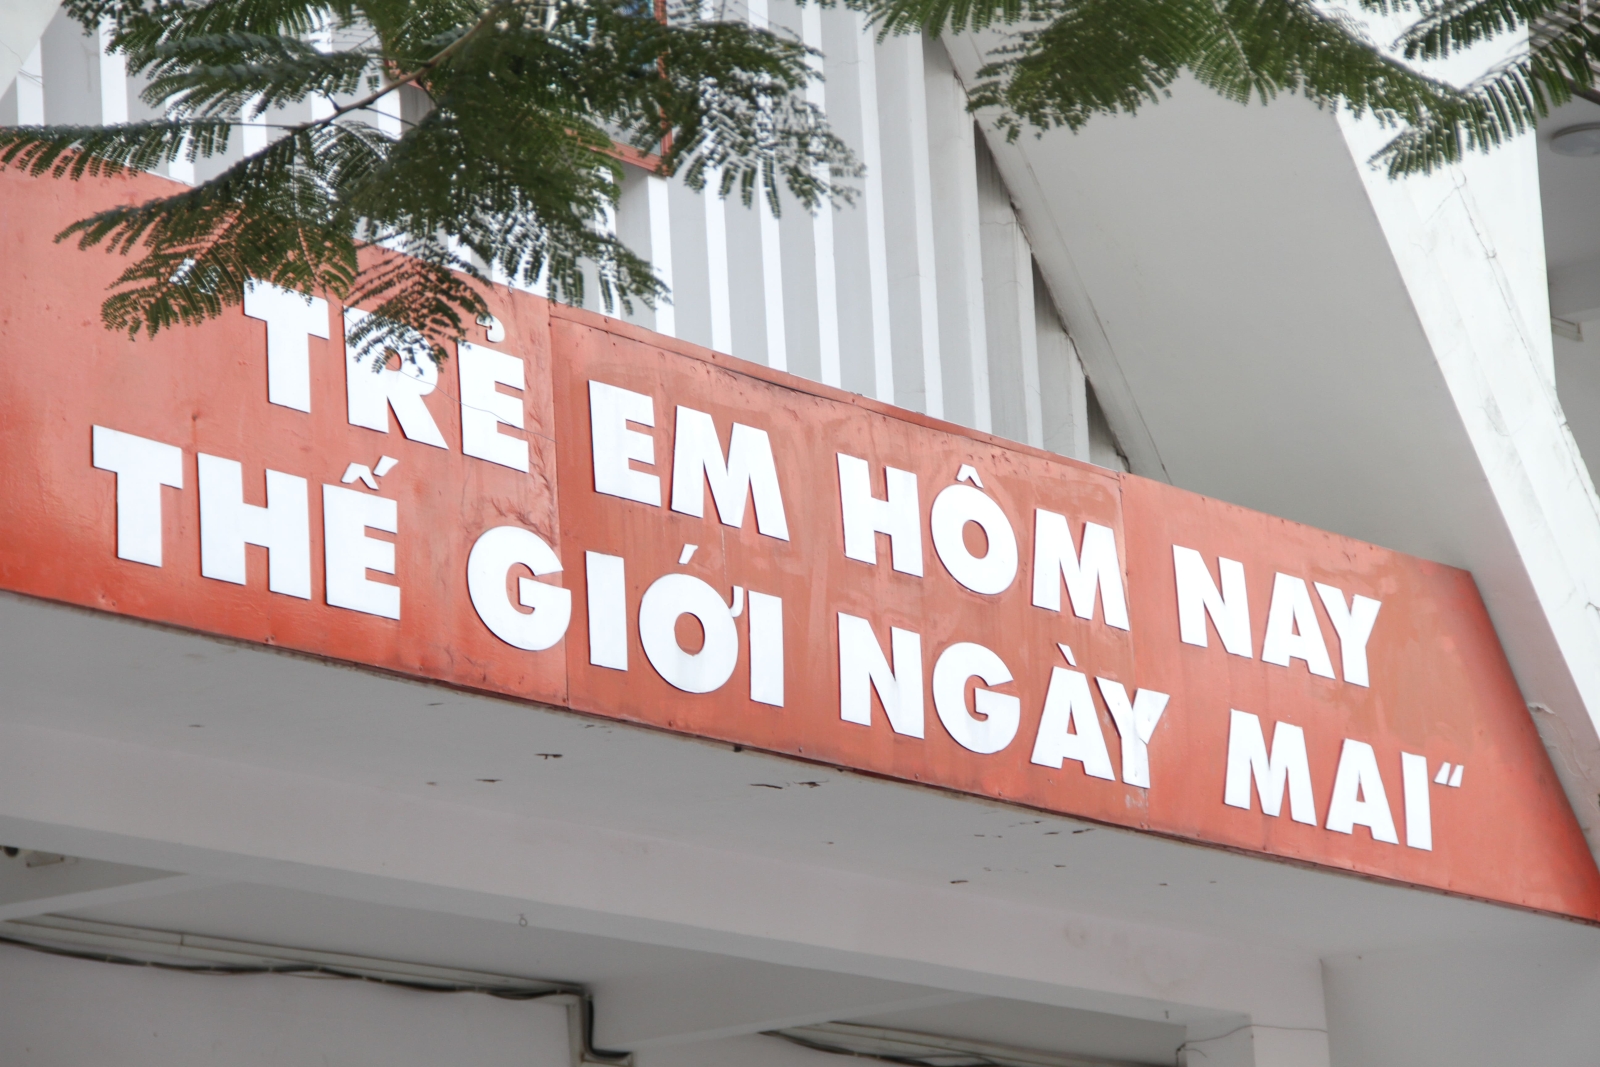 TRẺ EM HÔM NAY
THẾ GIỚI NGÀY MAI“